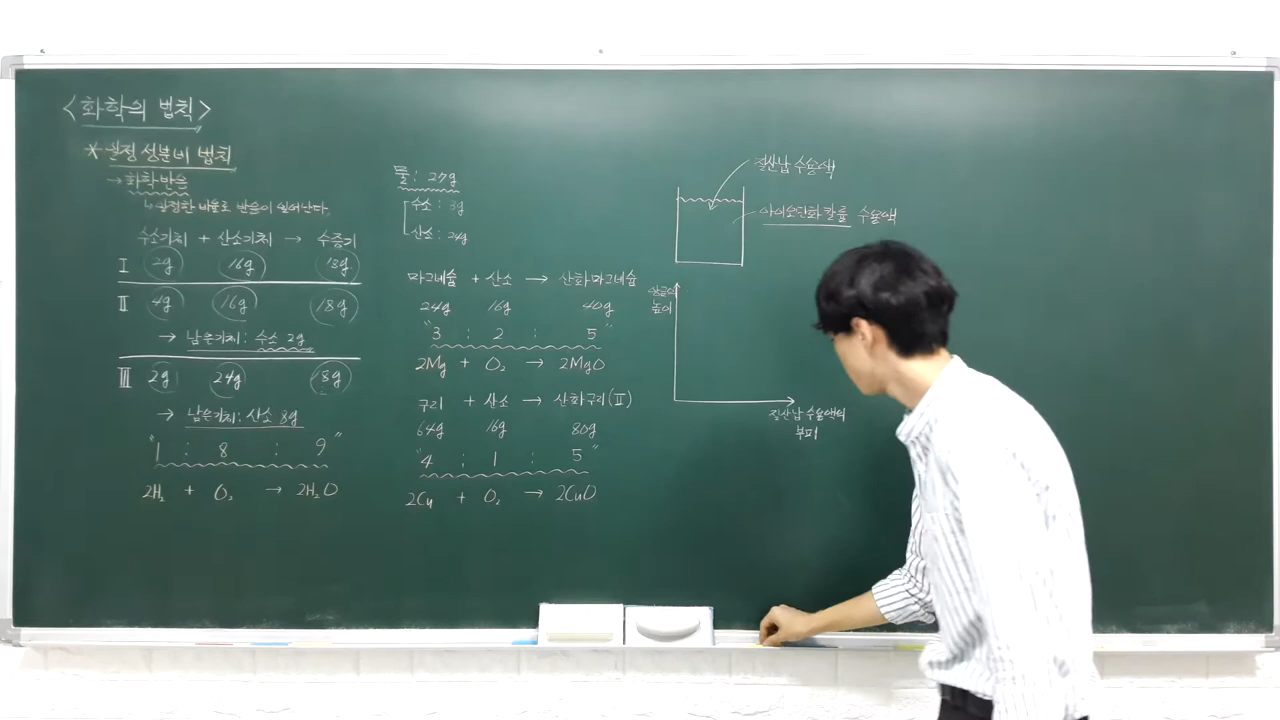 <화학의 법칙>
* 일정 성분비 법칙
→ 화학반응
↳ 일정한 비율로 반응이 일어난다.
수소기체 + 산소기체 → 수증기
Ⅰ 2g 16g 18g
Ⅱ 4g 16g 18g
→ 남은기체: 수소 2g
Ⅲ 2g 24g 18g
→ 남은기체: 산소 8g
"1 : 8 : 9"
2H₂ + O₂ → 2H₂O
물: 27g
수소: 3g
산소: 24g
마그네슘 + 산소 → 산화마그네슘
24g 16g 40g
"3 : 2 : 5"
2Mg + O₂ → 2MgO
구리 + 산소 → 산화구리(Ⅱ)
64g 16g 80g
"4 : 1 : 5"
2Cu + O₂ → 2CuO
질산납 수용액
아이오딘화 칼륨 수용액
앙금의
높이
질산납 수용액의
부피